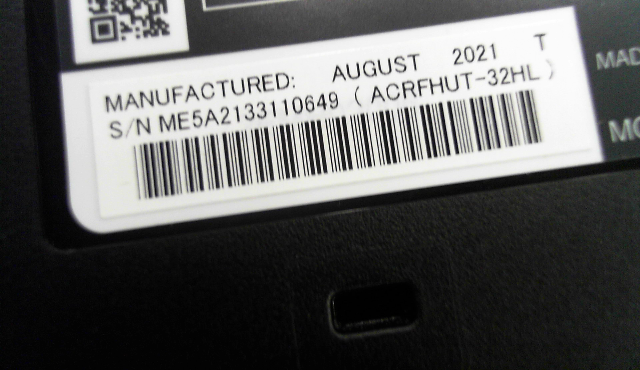 MANUFACTURED: AUGUST 2021 T
S/N ME5A2133110649 ( ACRFHUT-32HL )